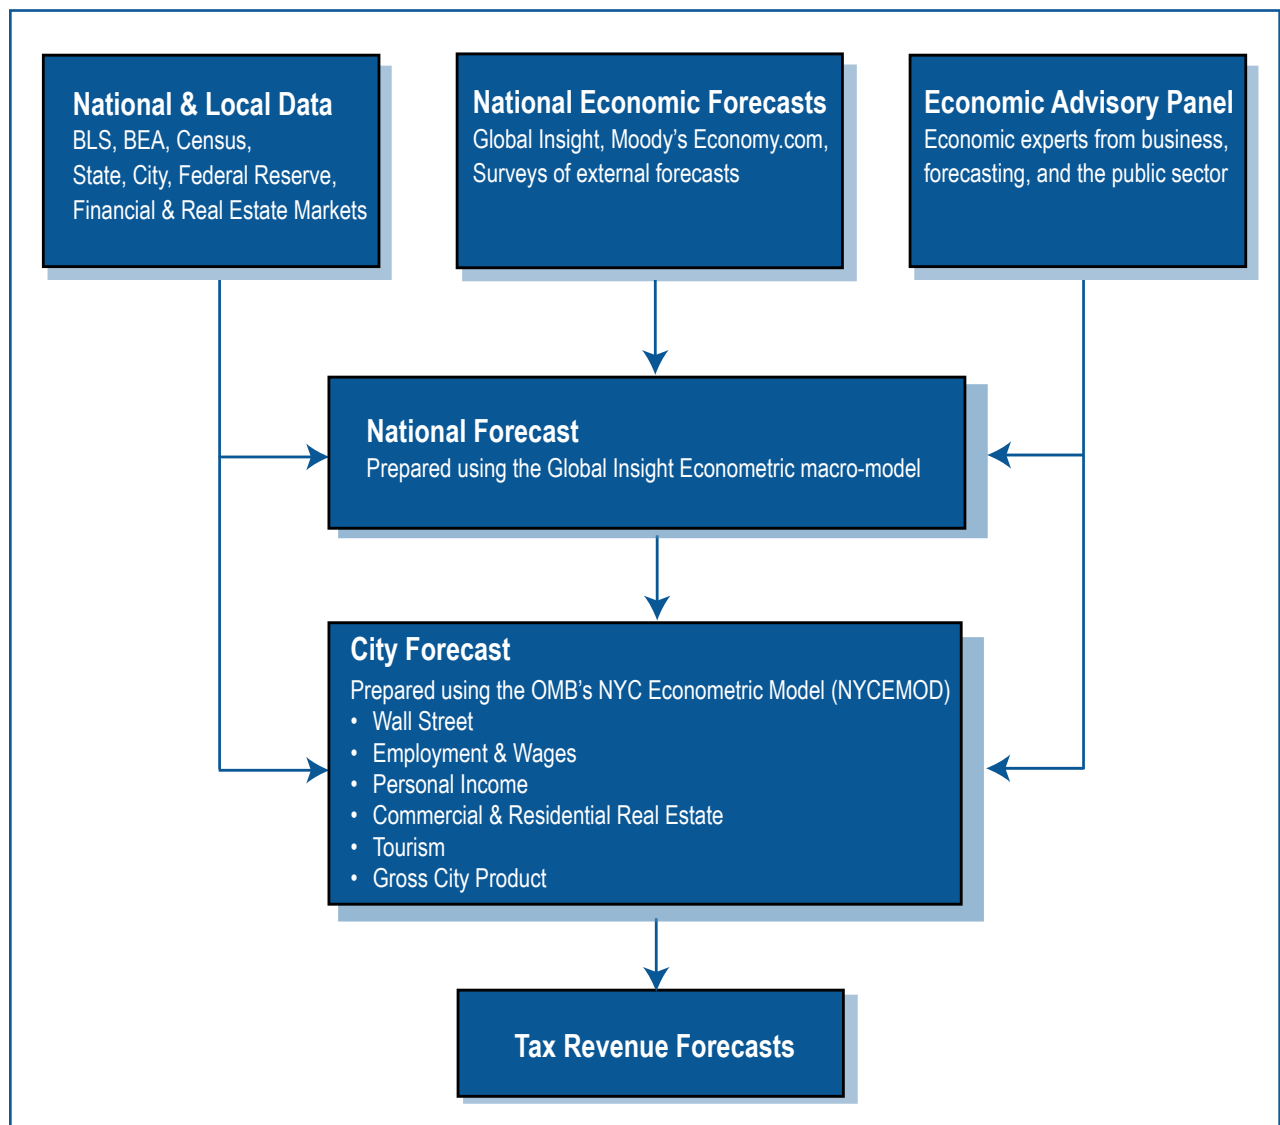 National & Local Data
BLS, BEA, Census,
State, City, Federal Reserve,
Financial & Real Estate Markets
National Economic Forecasts
Global Insight, Moody’s Economy.com,
Surveys of external forecasts
Economic Advisory Panel
Economic experts from business,
forecasting, and the public sector
National Forecast
Prepared using the Global Insight Econometric macro-model
City Forecast
Prepared using the OMB’s NYC Econometric Model (NYCEMOD)
• Wall Street
• Employment & Wages
• Personal Income
• Commercial & Residential Real Estate
• Tourism
• Gross City Product
Tax Revenue Forecasts